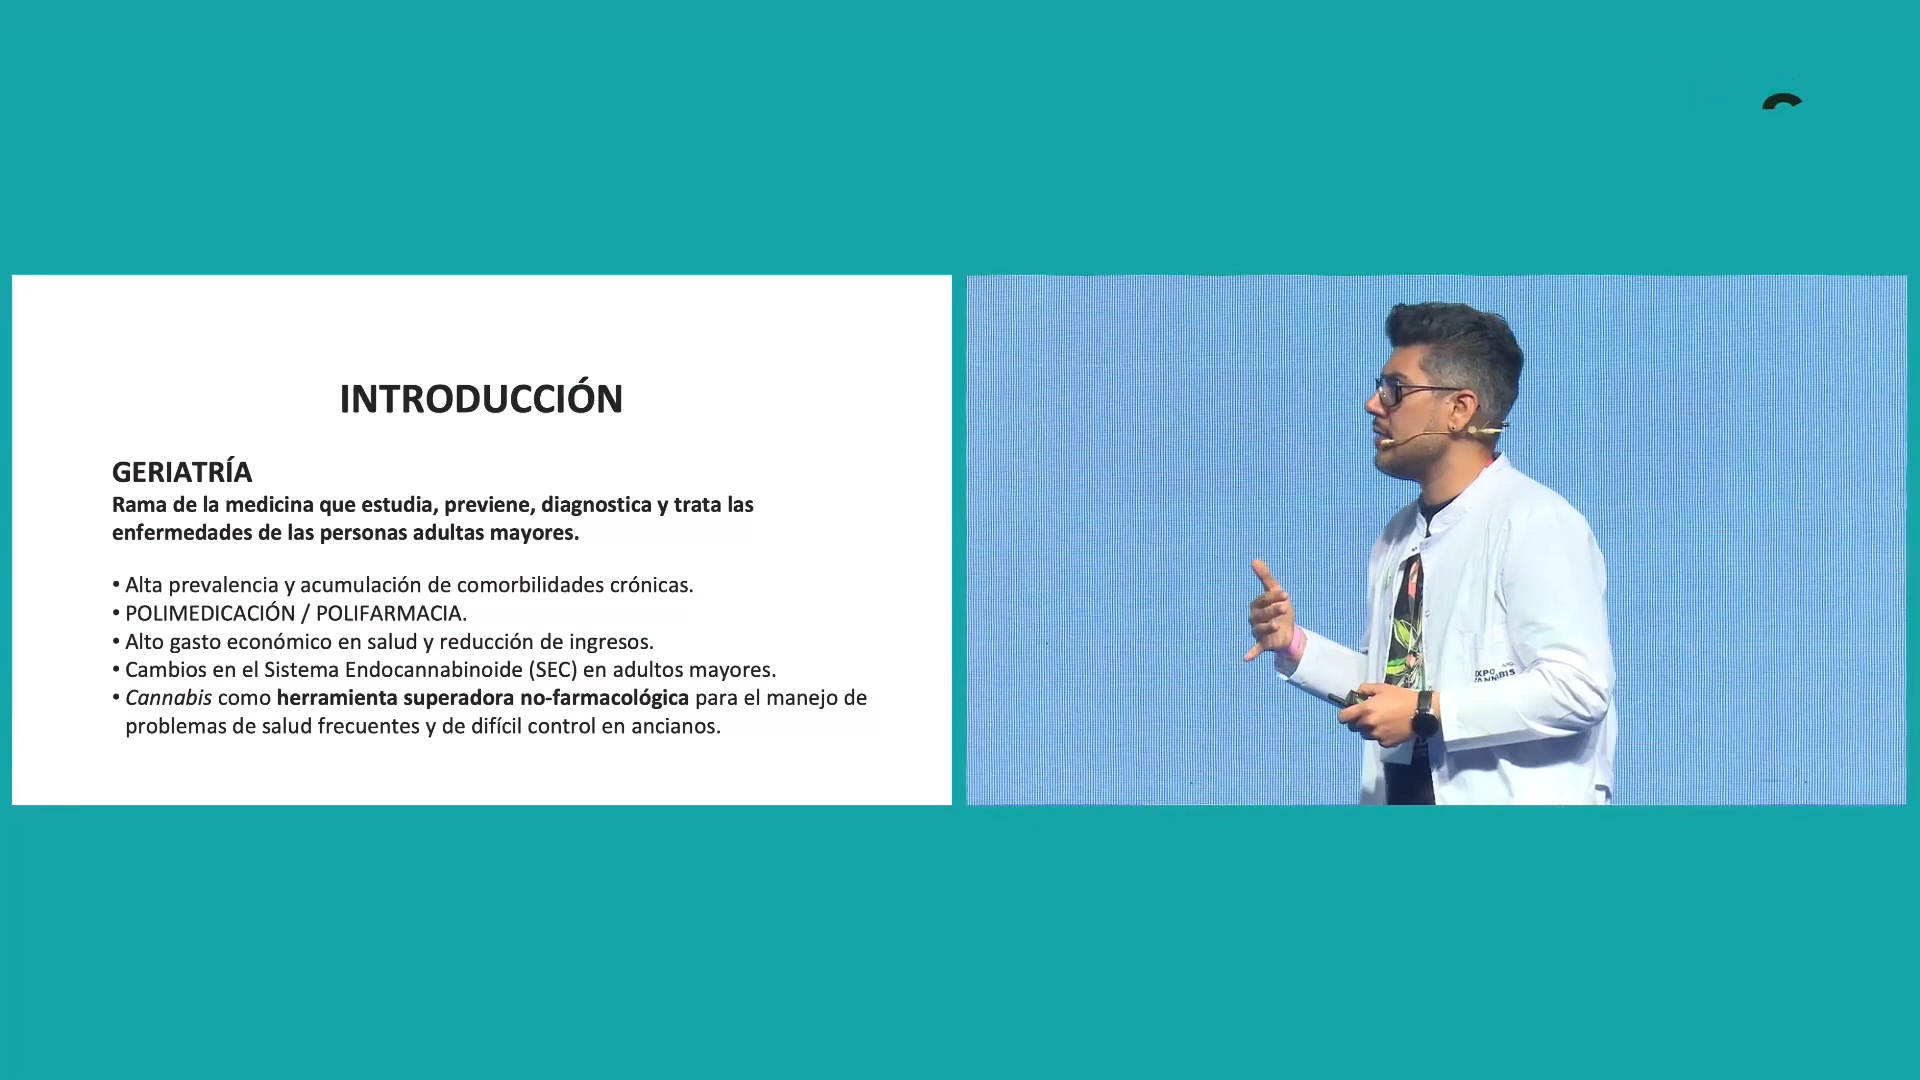 INTRODUCCIÓN
GERIATRÍA
Rama de la medicina que estudia, previene, diagnostica y trata las
enfermedades de las personas adultas mayores.
• Alta prevalencia y acumulación de comorbilidades crónicas.
• POLIMEDICACIÓN / POLIFARMACIA.
• Alto gasto económico en salud y reducción de ingresos.
• Cambios en el Sistema Endocannabinoide (SEC) en adultos mayores.
• Cannabis como herramienta superadora no-farmacológica para el manejo de
problemas de salud frecuentes y de difícil control en ancianos.
EXPO
CANNABIS